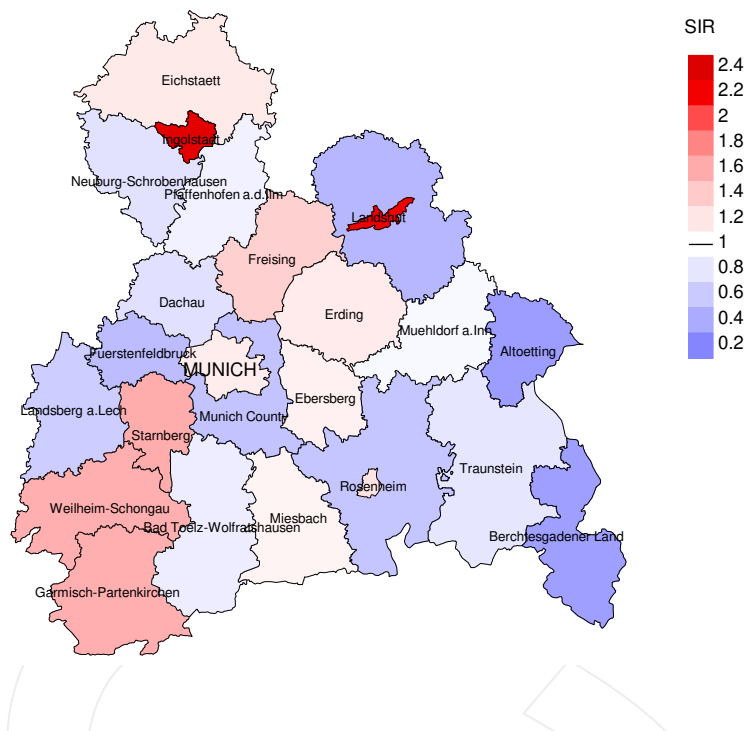 SIR
Eichstaett
2.4
2.2
2
1.8
1.6
1.4
1.2
1
0.8
0.6
0.4
0.2
Ingolstadt
Neuburg-Schrobenhausen
Pfaffenhofen a.d.Ilm
Landshut
Freising
Dachau
Erding
Muehldorf a.Inn
Altoetting
Fuerstenfeldbruck
MUNICH
Ebersberg
Landsberg a.Lech
Munich County
Starnberg
Traunstein
Rosenheim
Weilheim-Schongau
Miesbach
Bad Toelz-Wolfratshausen
Berchtesgadener Land
Garmisch-Partenkirchen